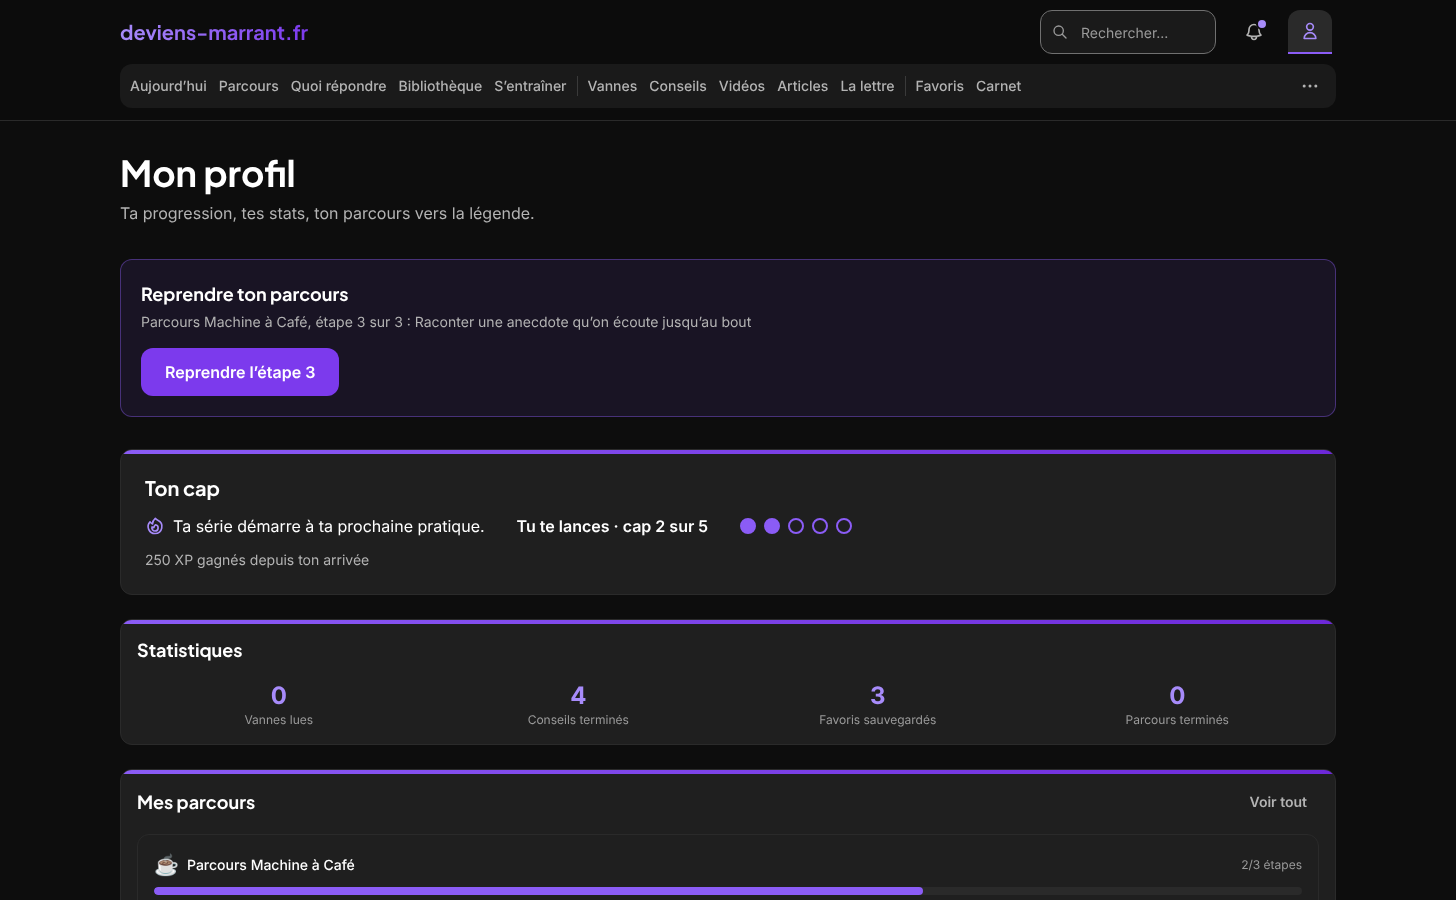 deviens-marrant.fr
Rechercher...
Aujourd’hui Parcours Quoi répondre Bibliothèque S’entraîner Vannes Conseils Vidéos Articles La lettre Favoris Carnet
Mon profil
Ta progression, tes stats, ton parcours vers la légende.
Reprendre ton parcours
Parcours Machine à Café, étape 3 sur 3 : Raconter une anecdote qu’on écoute jusqu’au bout
Reprendre l’étape 3
Ton cap
Ta série démarre à ta prochaine pratique. Tu te lances · cap 2 sur 5
250 XP gagnés depuis ton arrivée
Statistiques
0 4 3 0
Vannes lues Conseils terminés Favoris sauvegardés Parcours terminés
Mes parcours Voir tout
Parcours Machine à Café 2/3 étapes